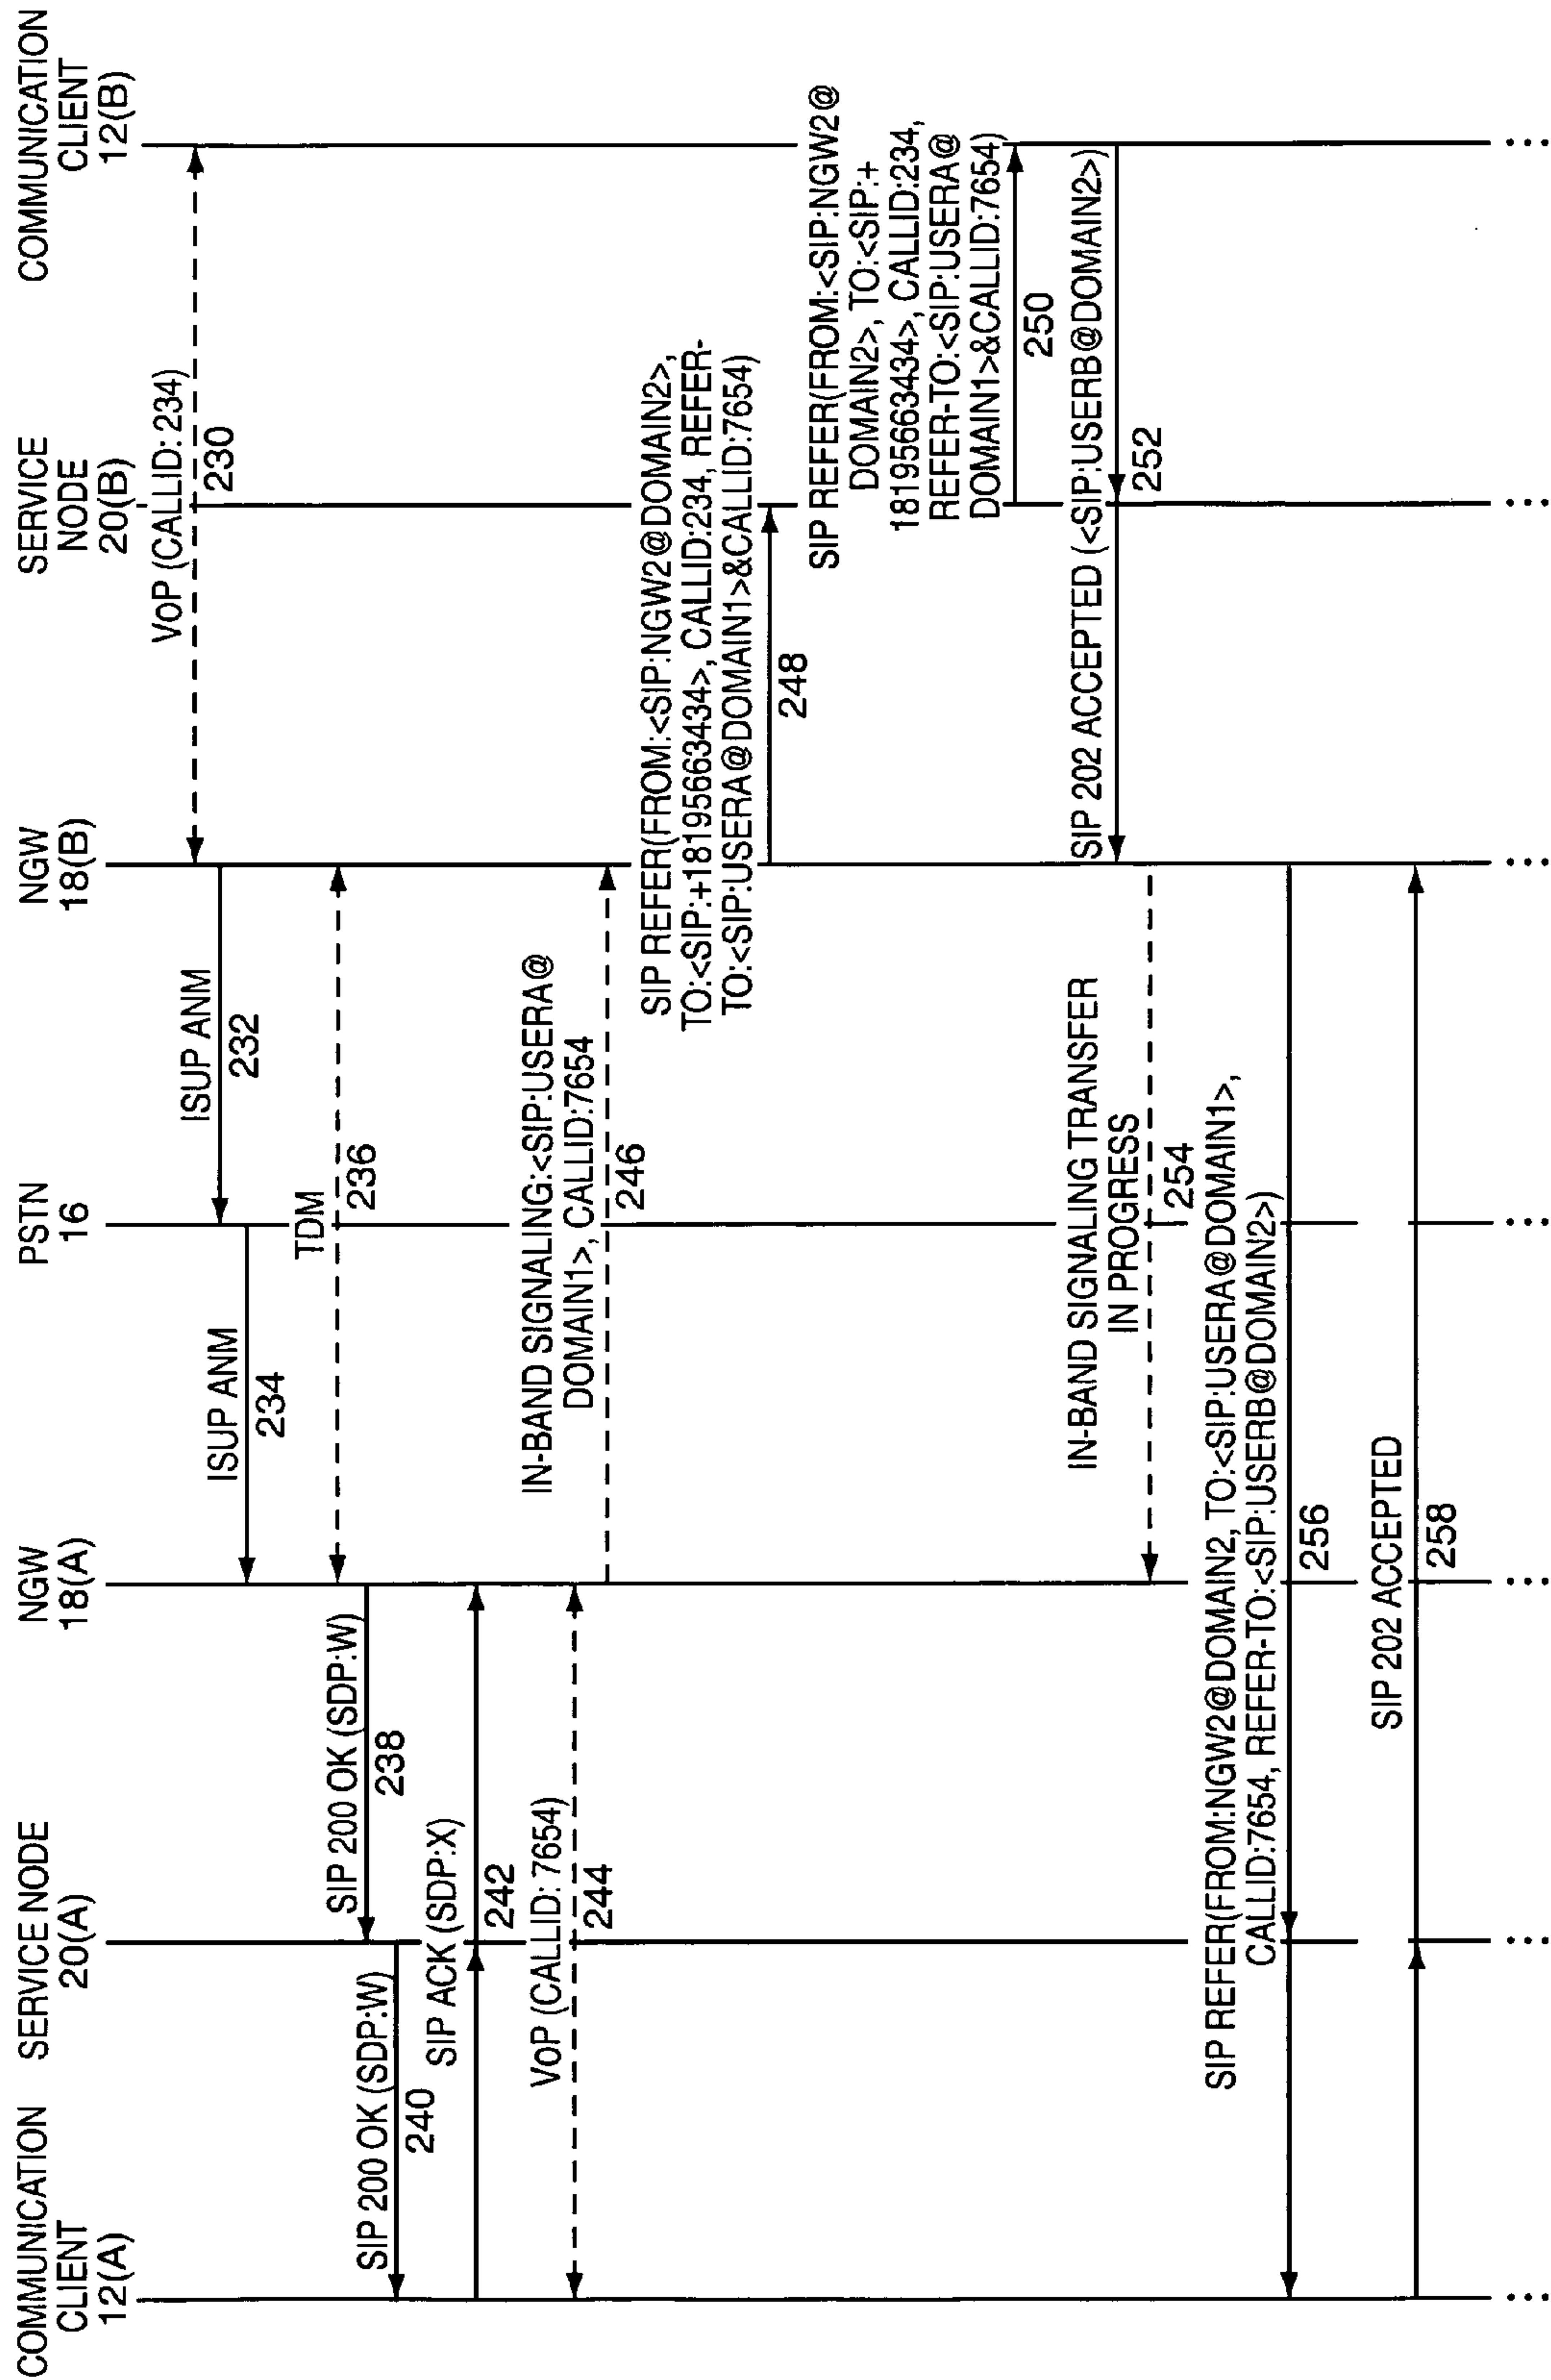 COMMUNICATION
CLIENT
12(A)
SERVICE NODE
20(A)
NGW
18(A)
PSTN
16
NGW
18(B)
SERVICE
NODE
20(B)
COMMUNICATION
CLIENT
12(B)
VoP (CALLID: 234)
230
ISUP ANM
232
ISUP ANM
234
TDM
236
SIP 200 OK (SDP:W)
238
SIP 200 OK (SDP:W)
240
SIP ACK (SDP:X)
242
VoP (CALLID: 7654)
244
IN-BAND SIGNALING:<SIP:USERA@
DOMAIN1>, CALLID:7654
246
SIP REFER(FROM:<SIP:NGW2@DOMAIN2>,
TO:<SIP:+18195663434>, CALLID:234, REFER-
TO:<SIP:USERA@DOMAIN1>&CALLID:7654)
248
SIP REFER(FROM:<SIP:NGW2@
DOMAIN2>, TO:<SIP:+
18195663434>, CALLID:234,
REFER-TO:<SIP:USERA@
DOMAIN1>&CALLID:7654)
250
SIP 202 ACCEPTED (<SIP:USERB@DOMAIN2>)
252
IN-BAND SIGNALING TRANSFER
IN PROGRESS
254
SIP REFER(FROM:NGW2@DOMAIN2, TO:<SIP:USERA@DOMAIN1>,
CALLID:7654, REFER-TO:<SIP:USERB@DOMAIN2>)
256
SIP 202 ACCEPTED
258